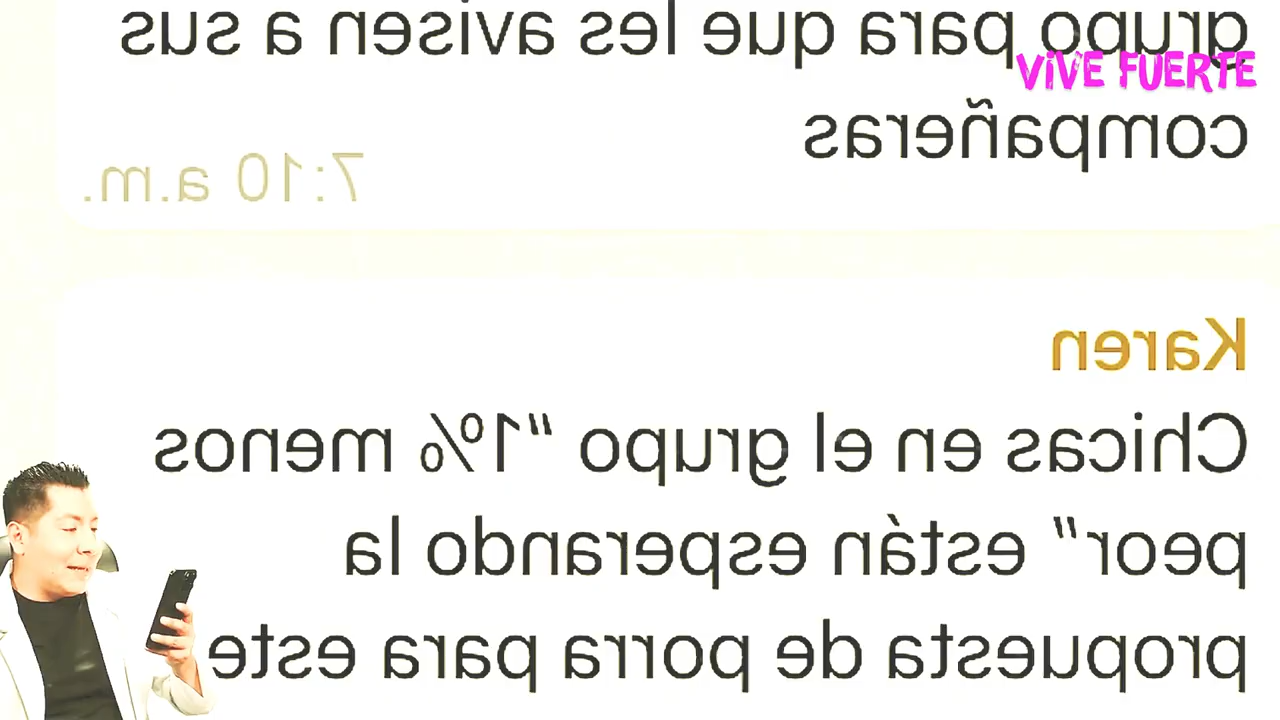 grupo para que les avisen a sus
VIVE FUERTE
compañeras
7:10 a.m.
Karen
Chicas en el grupo “1% menos
peor” están esperando la
propuesta de porra para este